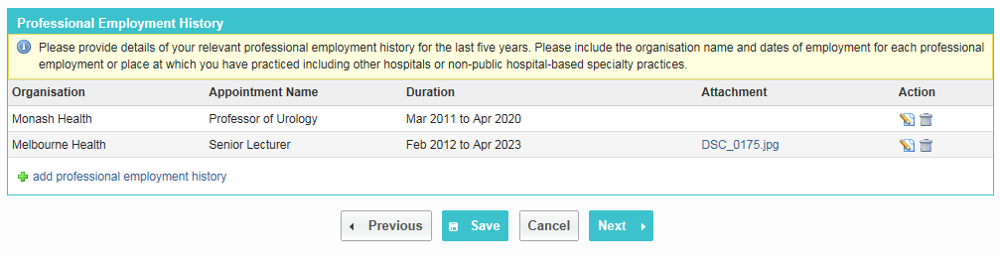 Professional Employment History
Please provide details of your relevant professional employment history for the last five years. Please include the organisation name and dates of employment for each professional
employment or place at which you have practiced including other hospitals or non-public hospital-based specialty practices.
Organisation Appointment Name Duration Attachment Action
Monash Health Professor of Urology Mar 2011 to Apr 2020
Melbourne Health Senior Lecturer Feb 2012 to Apr 2023 DSC_0175.jpg
add professional employment history
Previous Save Cancel Next